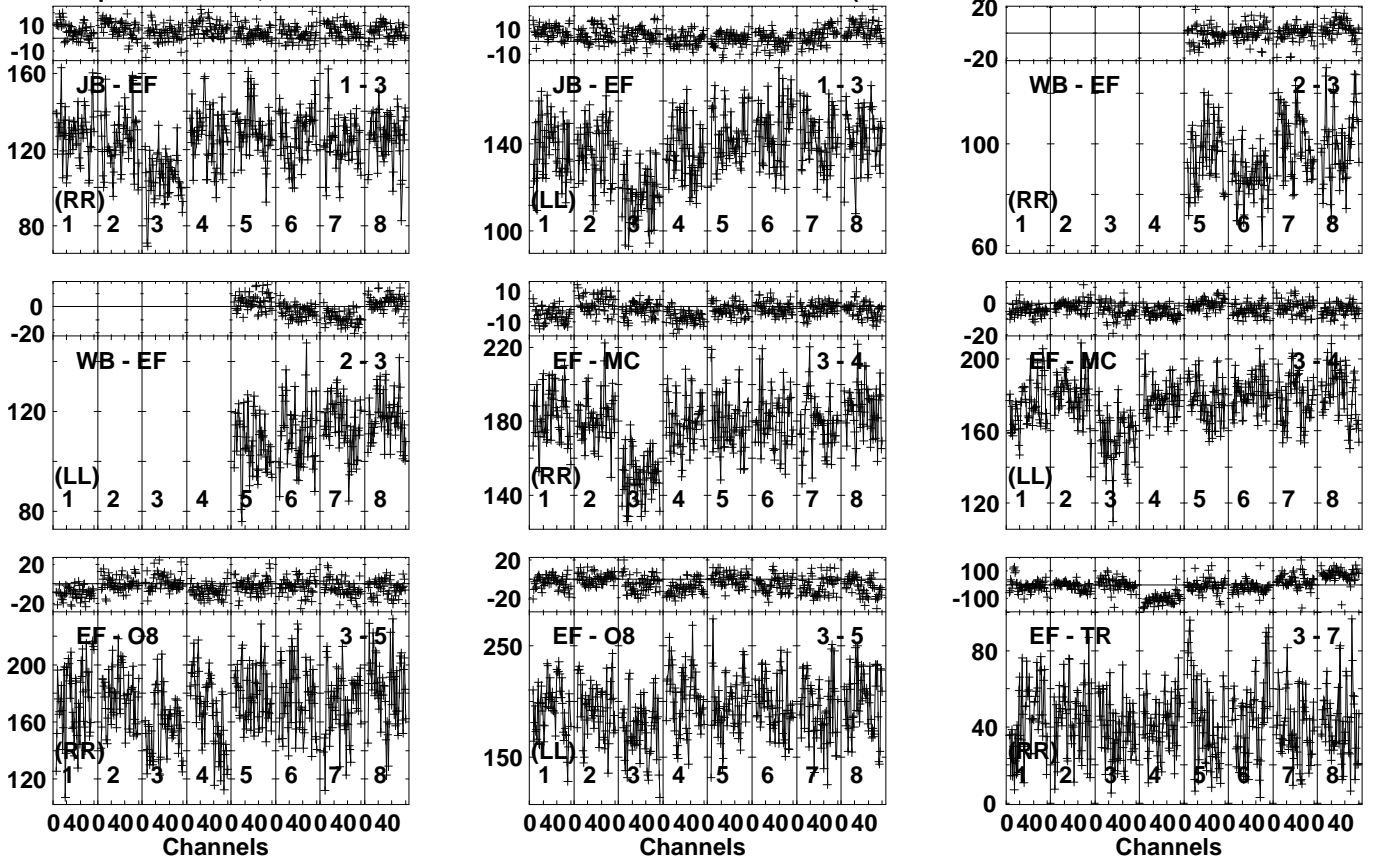 10 10 20
-10 -10 -20
160 JB - EF 1 - 3 JB - EF 1 - 3 WB - EF 2 - 3
120 140 100
(RR) (LL) (RR)
80 1 2 3 4 5 6 7 8 100 1 2 3 4 5 6 7 8 60 1 2 3 4 5 6 7 8
0 10 0
-20 -10 -20
WB - EF 2 - 3 220 EF - MC 3 - 4 200 EF - MC 3 - 4
120 180 160
(LL) (RR) (LL)
80 1 2 3 4 5 6 7 8 140 1 2 3 4 5 6 7 8 120 1 2 3 4 5 6 7 8
20 20 100
-20 -20 -100
EF - O8 3 - 5 250 EF - O8 3 - 5 EF - TR 3 - 7
200 80
160 40
(RR) 150 (LL) (RR)
120 1 2 3 4 5 6 7 8 1 2 3 4 5 6 7 8 0 1 2 3 4 5 6 7 8
0 40 0 40 0 40 0 40 0 40 0 40 0 40 0 40 0 40 0 40 0 40 0 40 0 40 0 40 0 40 0 40 0 40 0 40 0 40 0 40 0 40 0 40 0 40 0 40
Channels Channels Channels